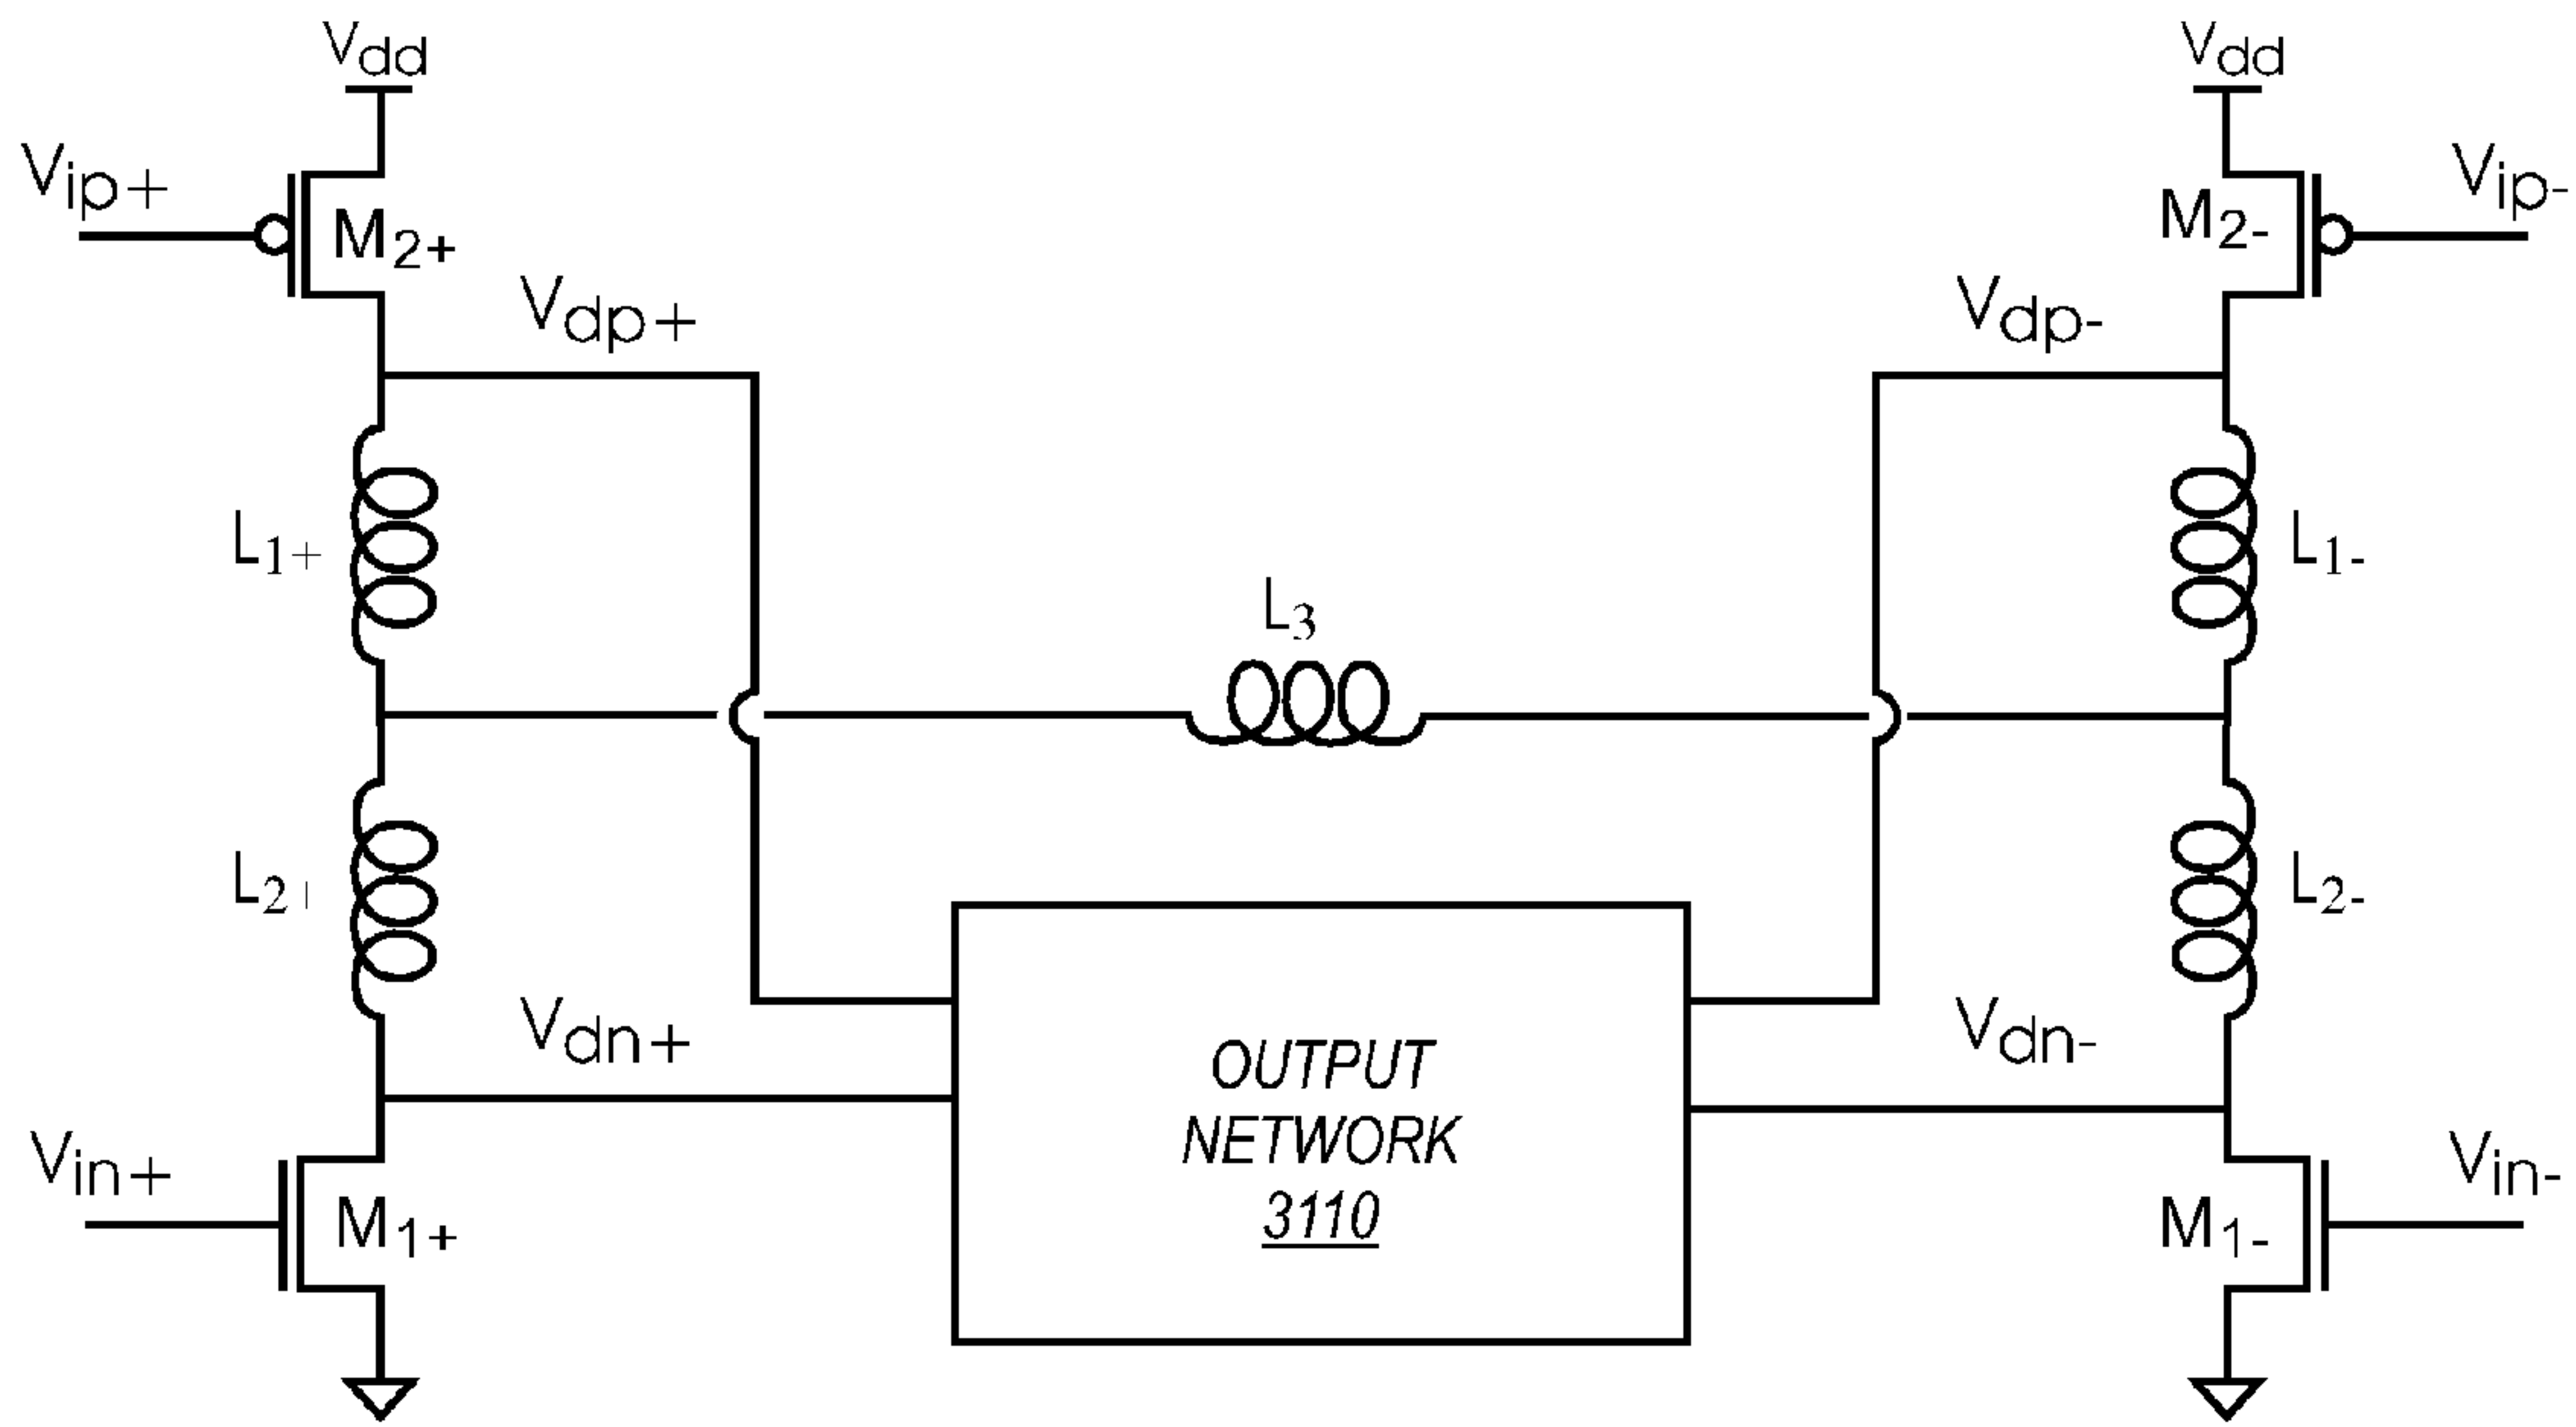 Vdd
Vdd
Vip+
M2+
M2-
Vip-
Vdp+
Vdp-
L1+
L1-
L3
L2+
L2-
Vdn+
Vdn-
OUTPUT
NETWORK
3110
Vin+
M1+
M1-
Vin-